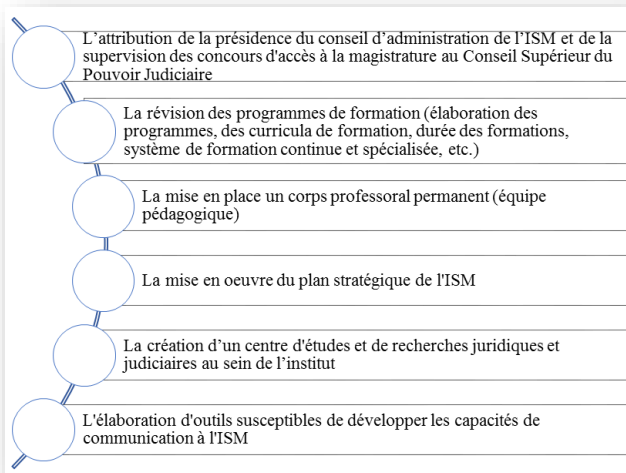 L’attribution de la présidence du conseil d’administration de l’ISM et de la
supervision des concours d'accès à la magistrature au Conseil Supérieur du
Pouvoir Judiciaire
La révision des programmes de formation (élaboration des
programmes, des curricula de formation, durée des formations,
système de formation continue et spécialisée, etc.)
La mise en place un corps professoral permanent (équipe
pédagogique)
La mise en oeuvre du plan stratégique de l'ISM
La création d’un centre d'études et de recherches juridiques et
judiciaires au sein de l’institut
L'élaboration d'outils susceptibles de développer les capacités de
communication à l'ISM